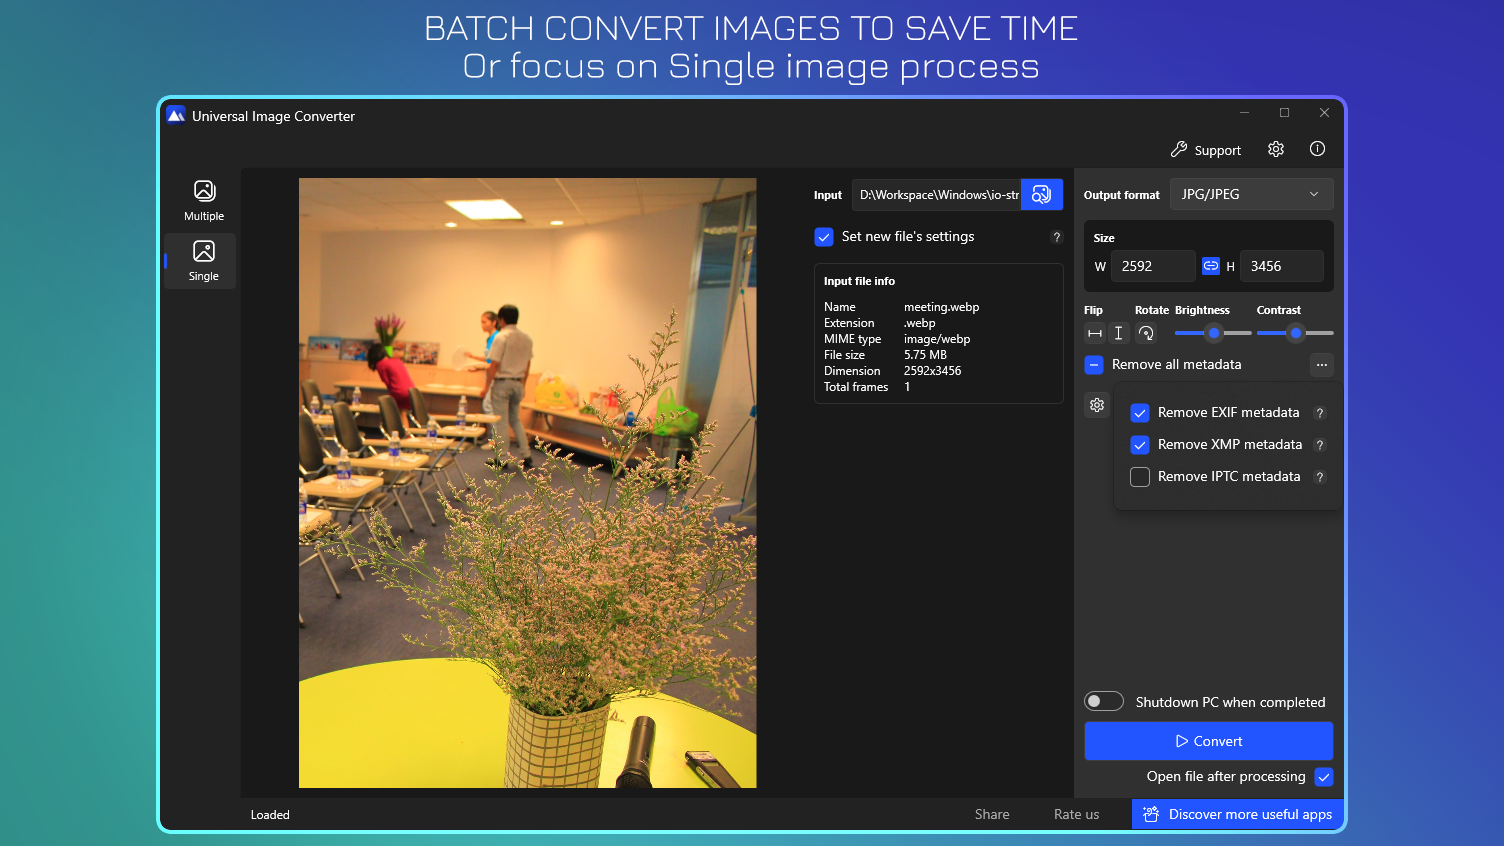 BATCH CONVERT IMAGES TO SAVE TIME
Or focus on Single image process
Universal Image Converter
Support
Multiple
Single
Input D:\Workspace\Windows\io-str
Set new file's settings ?
Input file info
Name meeting.webp
Extension .webp
MIME type image/webp
File size 5.75 MB
Dimension 2592x3456
Total frames 1
Output format JPG/JPEG
Size
W 2592 H 3456
Flip Rotate Brightness Contrast
Remove all metadata ...
Remove EXIF metadata ?
Remove XMP metadata ?
Remove IPTC metadata ?
Shutdown PC when completed
Convert
Open file after processing
Loaded Share Rate us Discover more useful apps